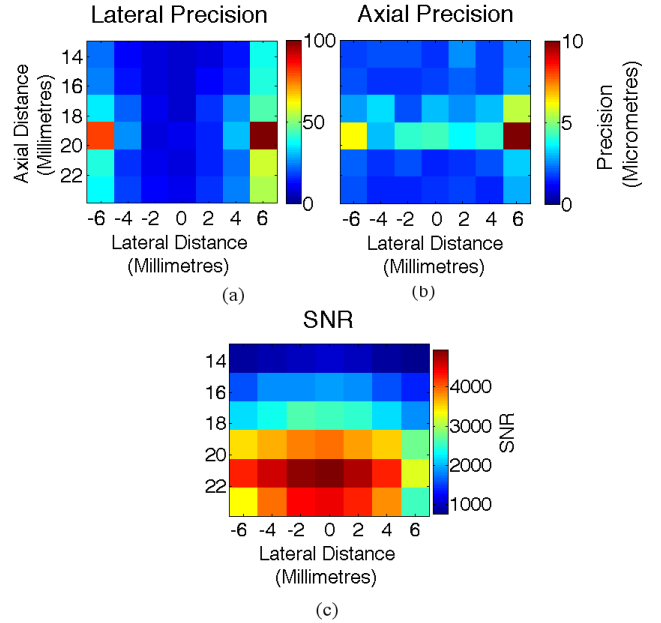 Lateral Precision
Axial Precision
14
16
18
20
22
Axial Distance
(Millimetres)
-6 -4 -2 0 2 4 6
Lateral Distance
(Millimetres)
100
50
0
(a)
-6 -4 -2 0 2 4 6
Lateral Distance
(Millimetres)
10
5
0
Precision
(Micrometres)
(b)
SNR
14
16
18
20
22
-6 -4 -2 0 2 4 6
Lateral Distance
(Millimetres)
4000
3000
2000
1000
SNR
(c)